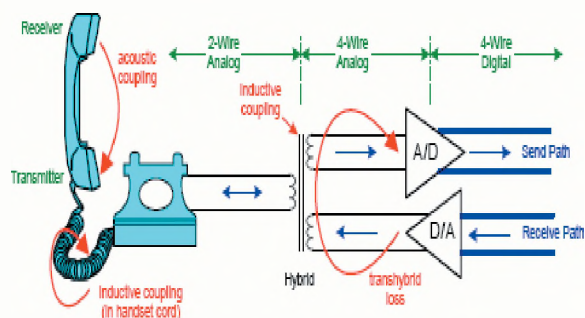 Receiver
acoustic
coupling
2-Wire
Analog
4-Wire
Analog
4-Wire
Digital
Inductive
coupling
A/D
Send Path
Transmitter
D/A
Receive Path
Hybrid
transhybrid
loss
Inductive coupling
(in handset cord)